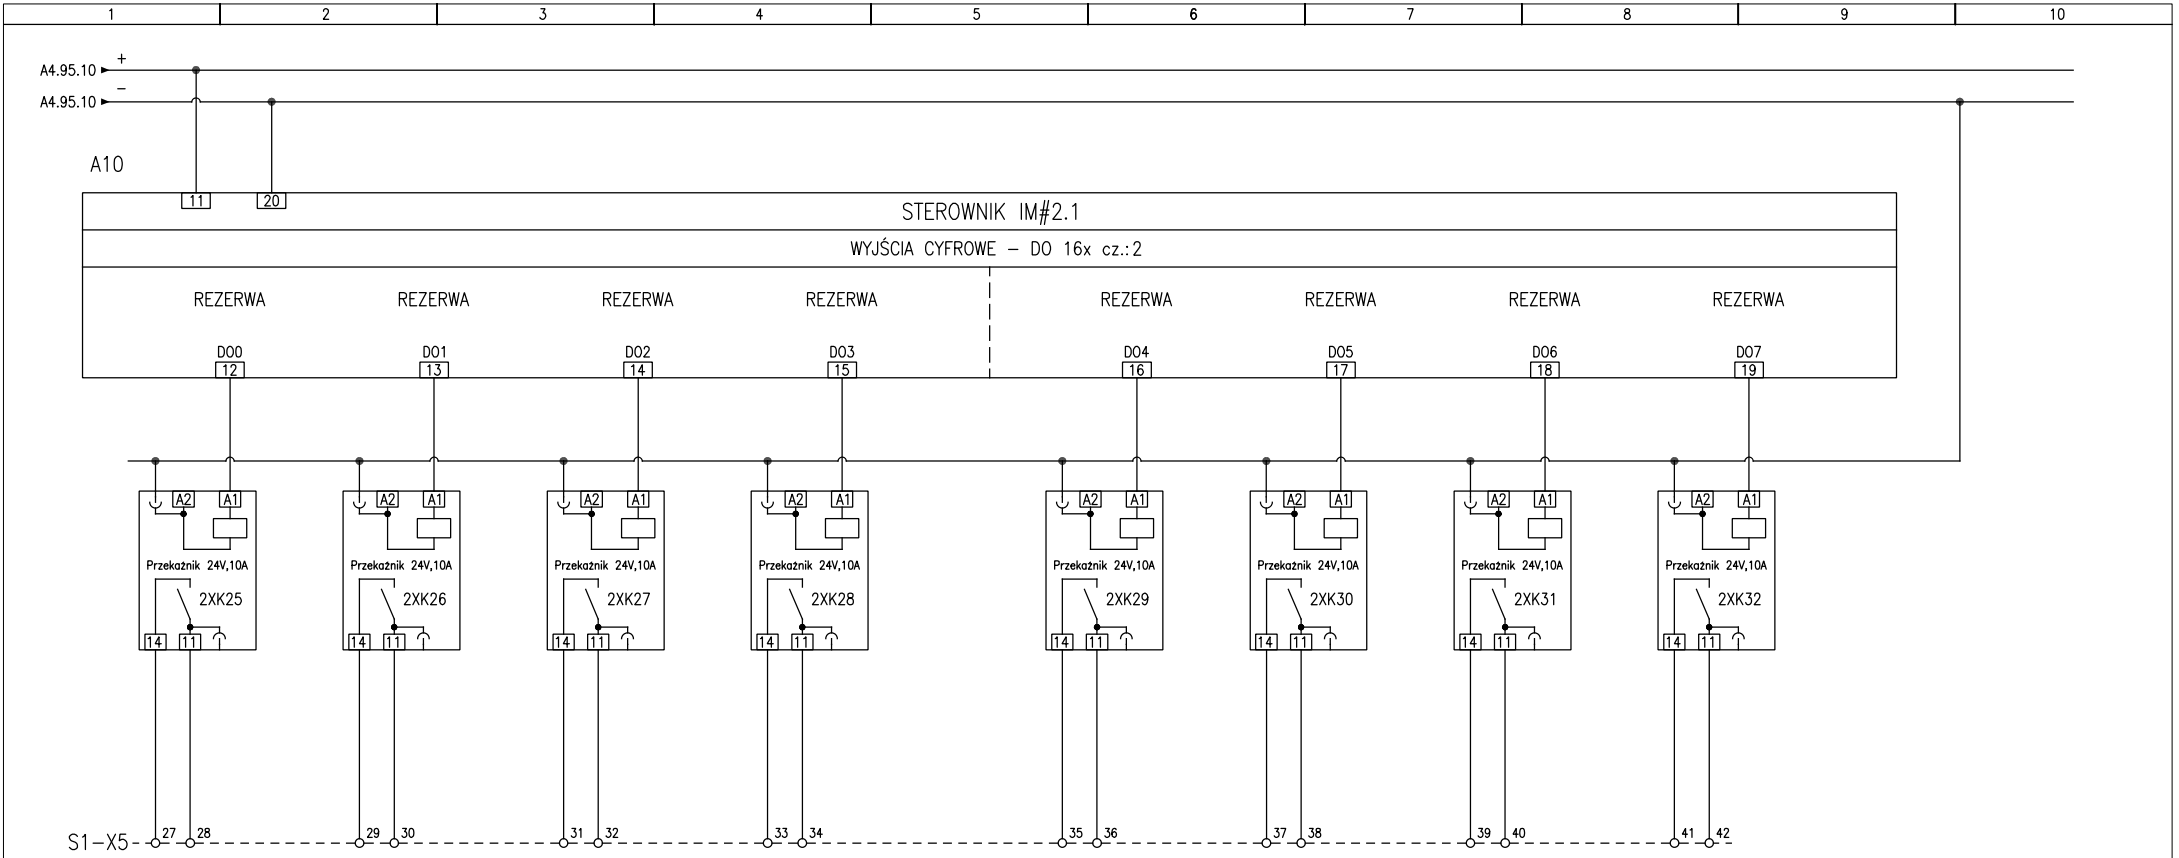 1 2 3 4 5 6 7 8 9 10
A4.95.10 +
A4.95.10 −
A10
11 20
STEROWNIK IM#2.1
WYJŚCIA CYFROWE – DO 16x cz.:2
REZERWA REZERWA REZERWA REZERWA REZERWA REZERWA REZERWA REZERWA
DO0 DO1 DO2 DO3 DO4 DO5 DO6 DO7
12 13 14 15 16 17 18 19
A2 A1 A2 A1 A2 A1 A2 A1 A2 A1 A2 A1 A2 A1 A2 A1
Przekaźnik 24V,10A Przekaźnik 24V,10A Przekaźnik 24V,10A Przekaźnik 24V,10A Przekaźnik 24V,10A Przekaźnik 24V,10A Przekaźnik 24V,10A Przekaźnik 24V,10A
2XK25 2XK26 2XK27 2XK28 2XK29 2XK30 2XK31 2XK32
14 11 14 11 14 11 14 11 14 11 14 11 14 11 14 11
S1–X5 27 28 29 30 31 32 33 34 35 36 37 38 39 40 41 42